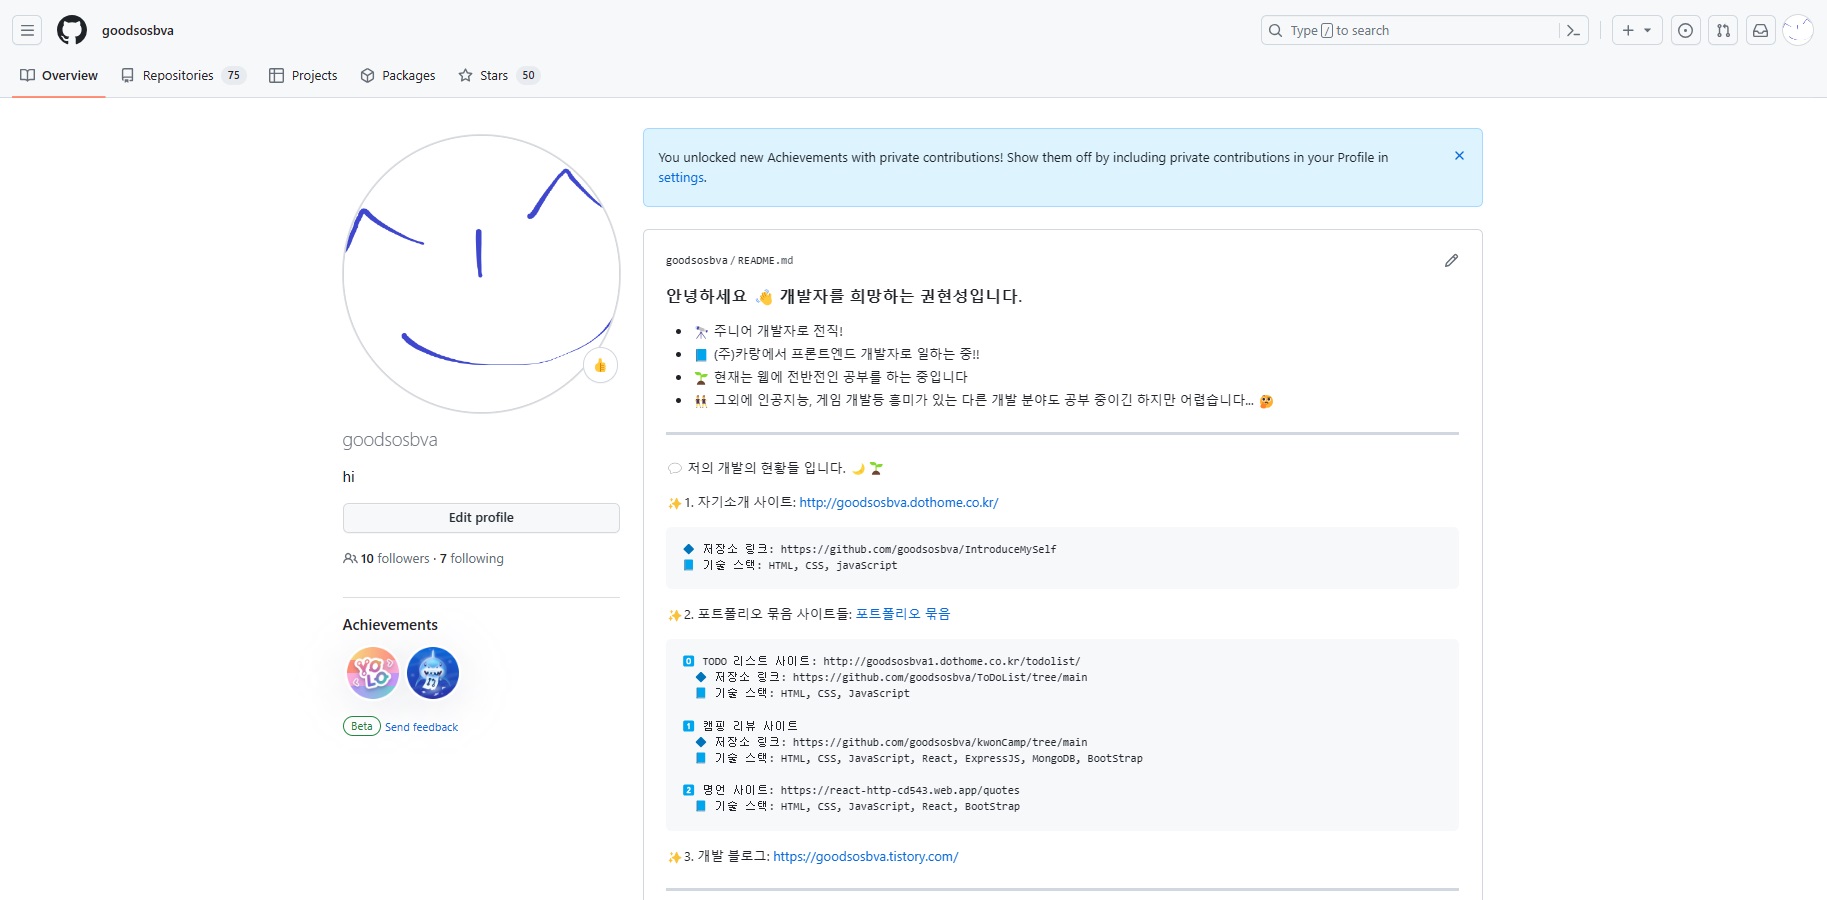 goodsosbva
Type / to search
Overview
Repositories 75
Projects
Packages
Stars 50
You unlocked new Achievements with private contributions! Show them off by including private contributions in your Profile in
settings.
goodsosbva
hi
Edit profile
10 followers · 7 following
Achievements
YOLO
Beta Send feedback
goodsosbva / README.md
안녕하세요 👋 개발자를 희망하는 권현성입니다.
🔭 주니어 개발자로 전직!
📘 (주)카랑에서 프론트엔드 개발자로 일하는 중!!
🌱 현재는 웹에 전반전인 공부를 하는 중입니다
👯 그외에 인공지능, 게임 개발등 흥미가 있는 다른 개발 분야도 공부 중이긴 하지만 어렵습니다... 🤔
💬 저의 개발의 현황들 입니다. 🌙 🌱
✨1. 자기소개 사이트: http://goodsosbva.dothome.co.kr/
🔷 저장소 링크: https://github.com/goodsosbva/IntroduceMySelf
📘 기술 스택: HTML, CSS, javaScript
✨2. 포트폴리오 묶음 사이트들: 포트폴리오 묶음
0️⃣ TODO 리스트 사이트: http://goodsosbva1.dothome.co.kr/todolist/
🔷 저장소 링크: https://github.com/goodsosbva/ToDoList/tree/main
📘 기술 스택: HTML, CSS, JavaScript
1️⃣ 캠핑 리뷰 사이트
🔷 저장소 링크: https://github.com/goodsosbva/kwonCamp/tree/main
📘 기술 스택: HTML, CSS, JavaScript, React, ExpressJS, MongoDB, BootStrap
2️⃣ 명언 사이트: https://react-http-cd543.web.app/quotes
📘 기술 스택: HTML, CSS, JavaScript, React, BootStrap
✨3. 개발 블로그: https://goodsosbva.tistory.com/